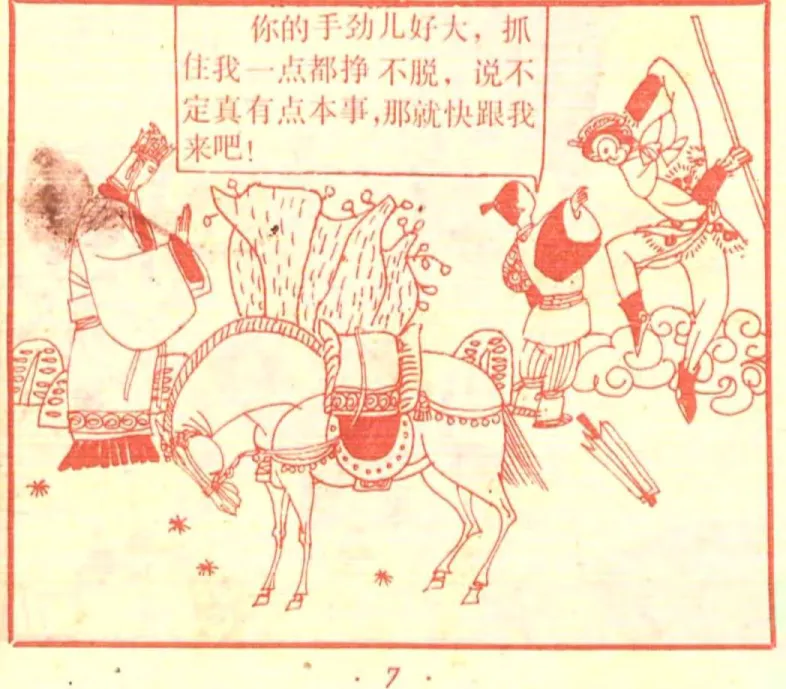 你的手劲儿好大，抓
住我一点都挣不脱，说不
定真有点本事，那就快跟我
来吧！
· 7 ·